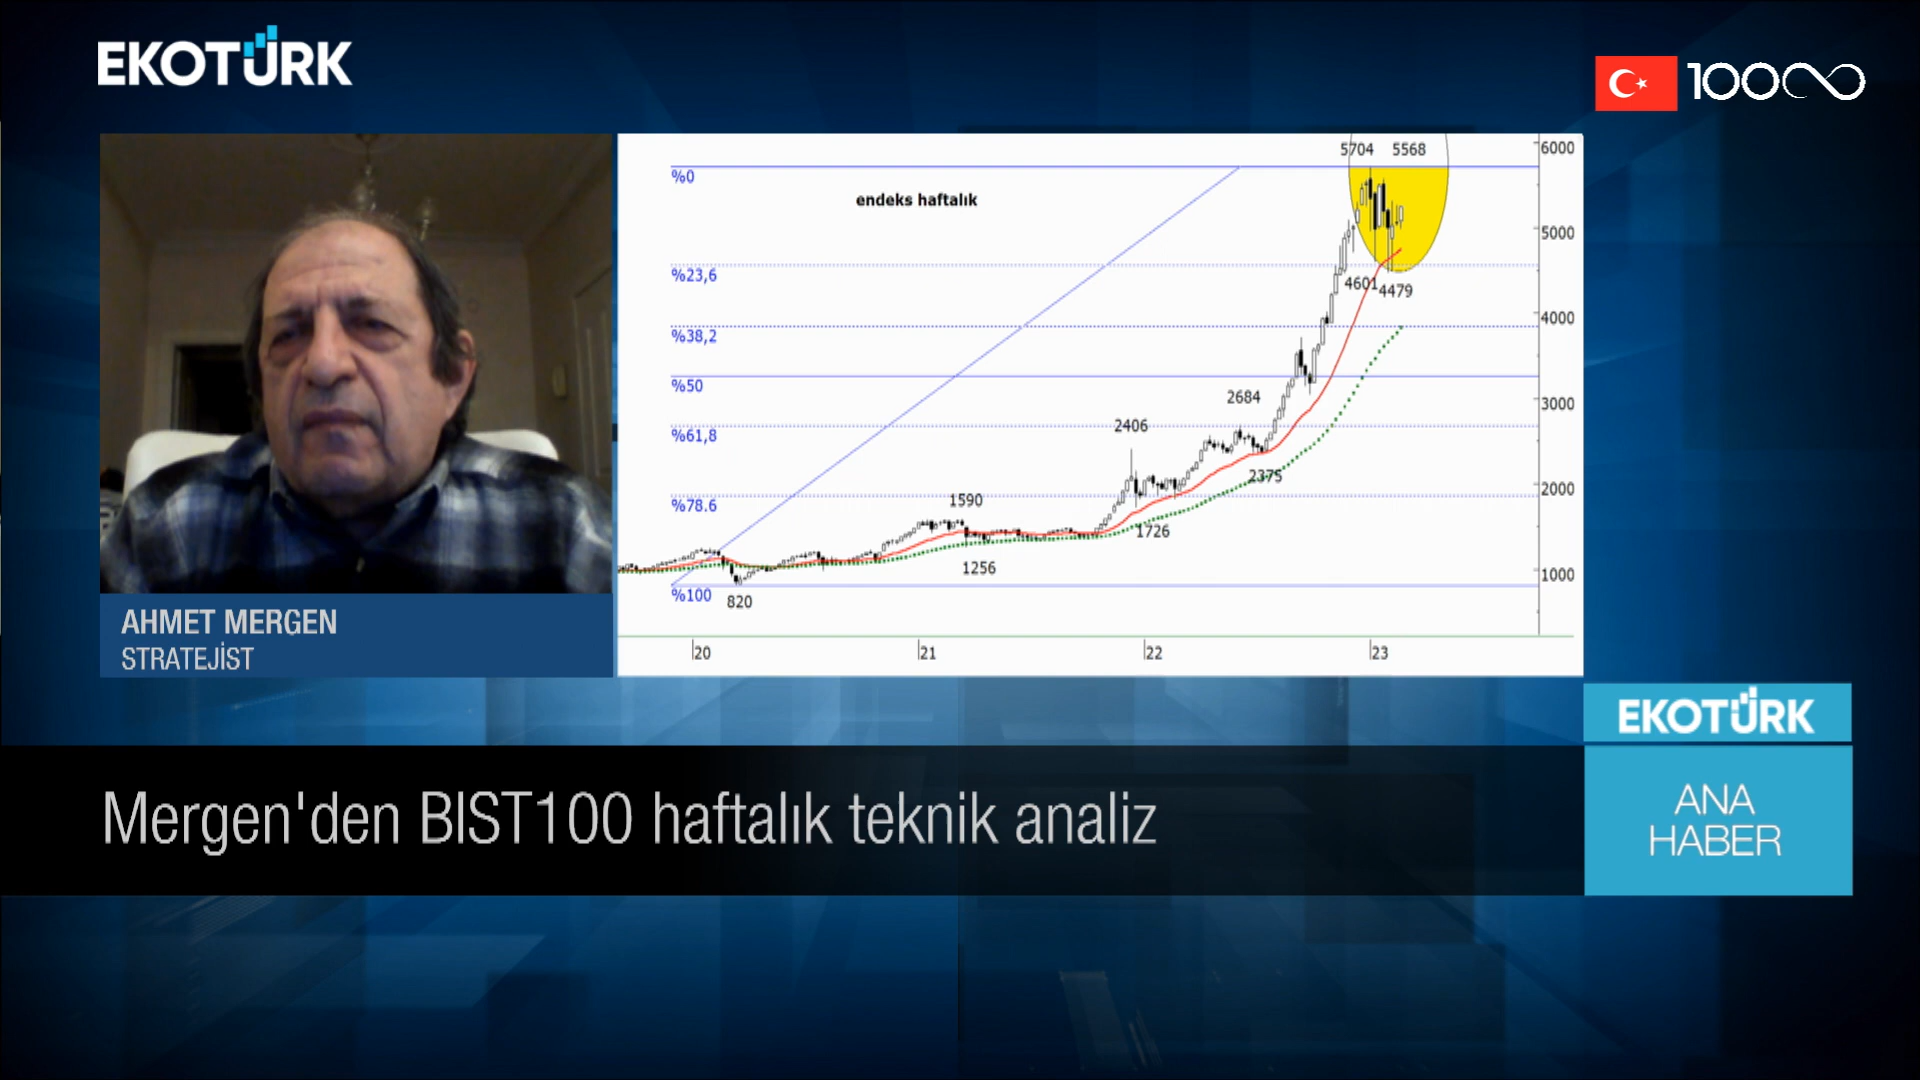 EKOTÜRK
100
%0
%23,6
%38,2
%50
%61,8
%78.6
%100
endeks haftalık
5704 5568
4601 4479
2684
2406
2375
1726
1590
1256
820
6000
5000
4000
3000
2000
1000
20 21 22 23
AHMET MERGEN
STRATEJİST
EKOTÜRK
Mergen'den BIST100 haftalık teknik analiz
ANA
HABER